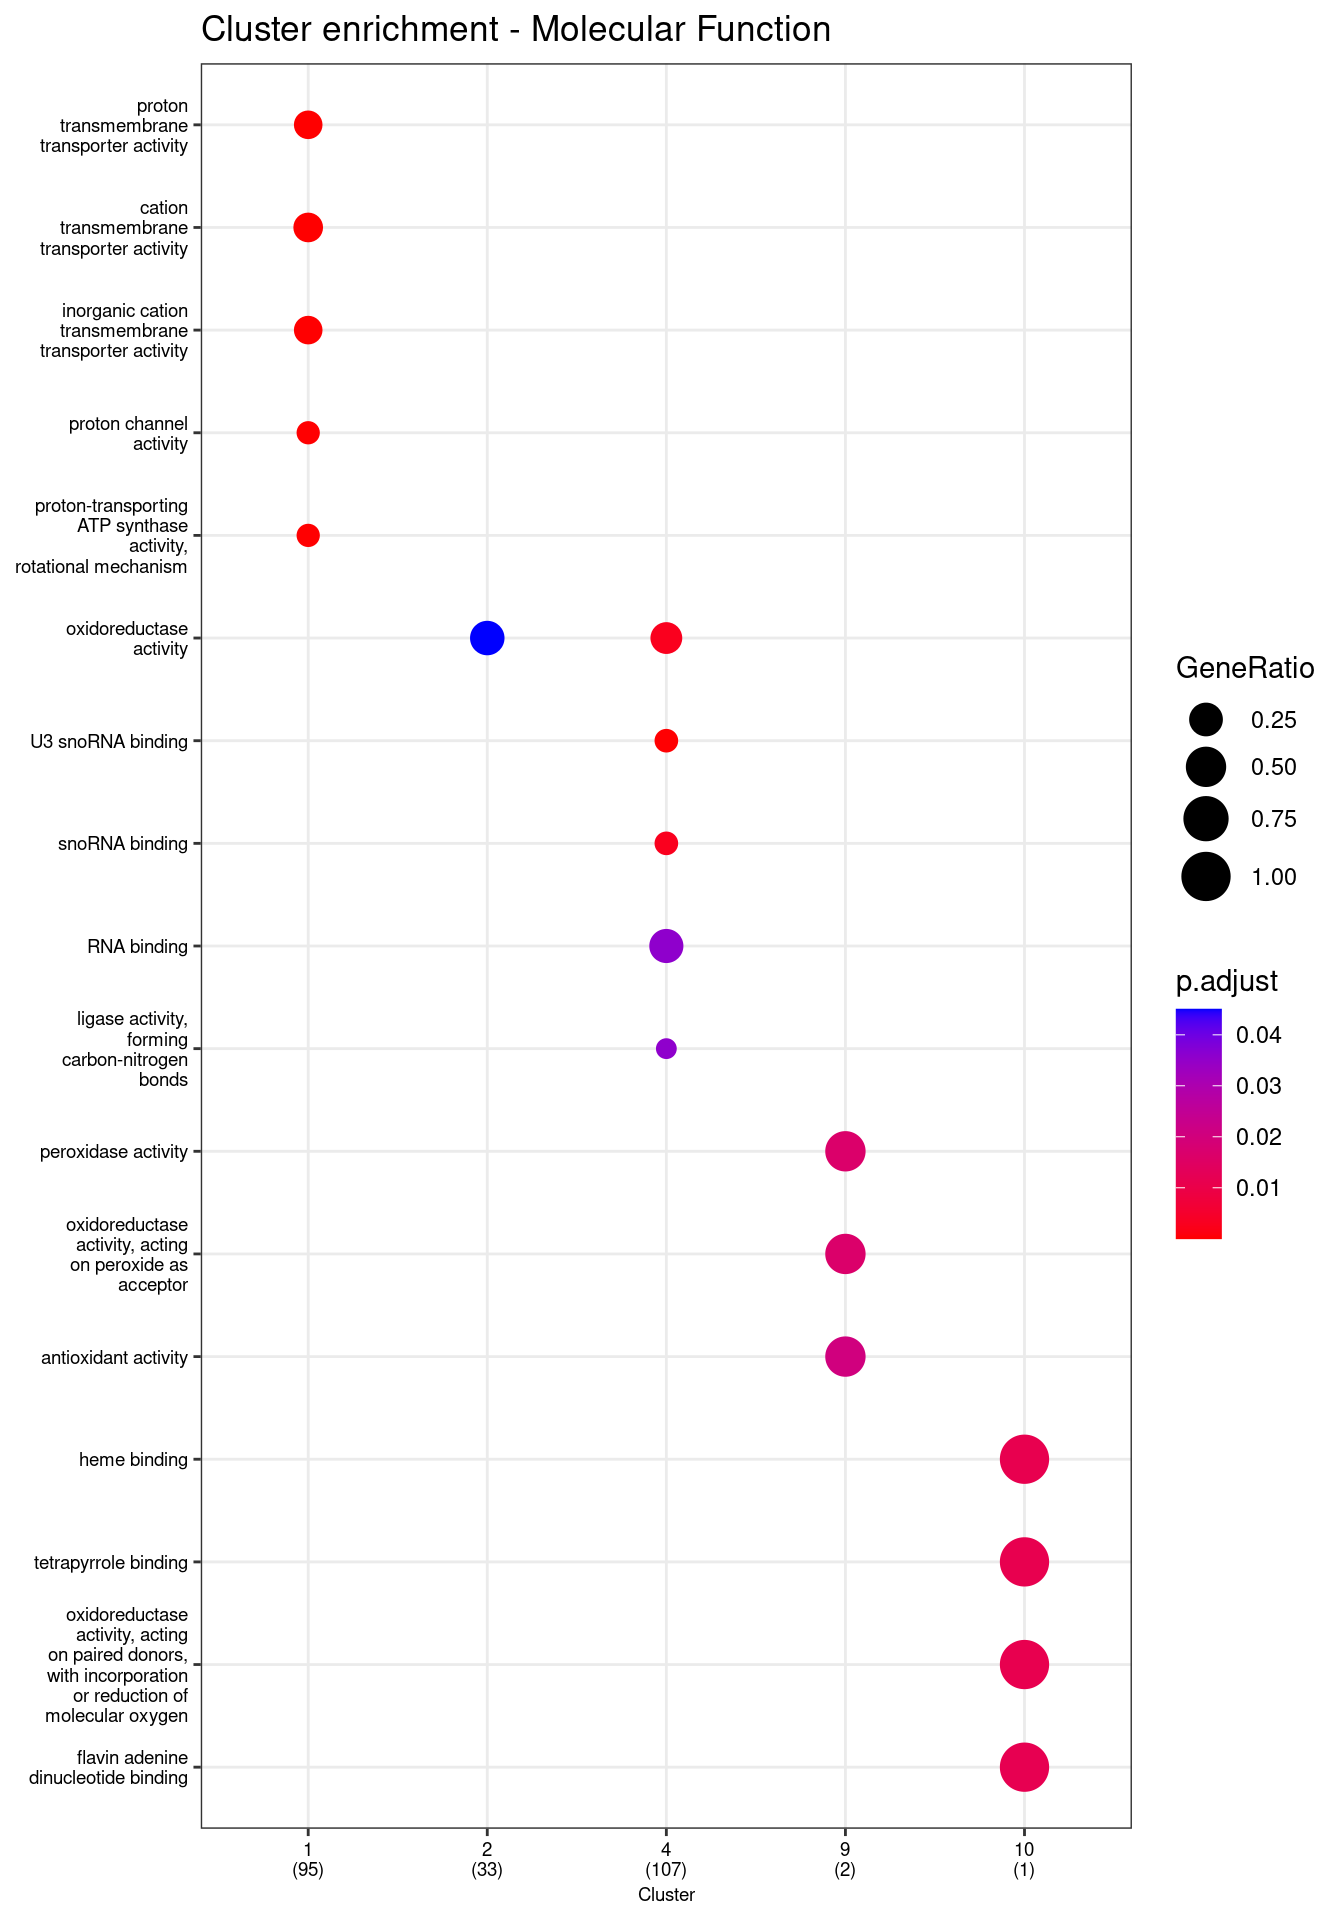 Cluster enrichment - Molecular Function
proton
transmembrane
transporter activity
cation
transmembrane
transporter activity
inorganic cation
transmembrane
transporter activity
proton channel
activity
proton-transporting
ATP synthase
activity,
rotational mechanism
oxidoreductase
activity
U3 snoRNA binding
snoRNA binding
RNA binding
ligase activity,
forming
carbon-nitrogen
bonds
peroxidase activity
oxidoreductase
activity, acting
on peroxide as
acceptor
antioxidant activity
heme binding
tetrapyrrole binding
oxidoreductase
activity, acting
on paired donors,
with incorporation
or reduction of
molecular oxygen
flavin adenine
dinucleotide binding
1
(95)
2
(33)
4
(107)
9
(2)
10
(1)
Cluster
GeneRatio
0.25
0.50
0.75
1.00
p.adjust
0.04
0.03
0.02
0.01